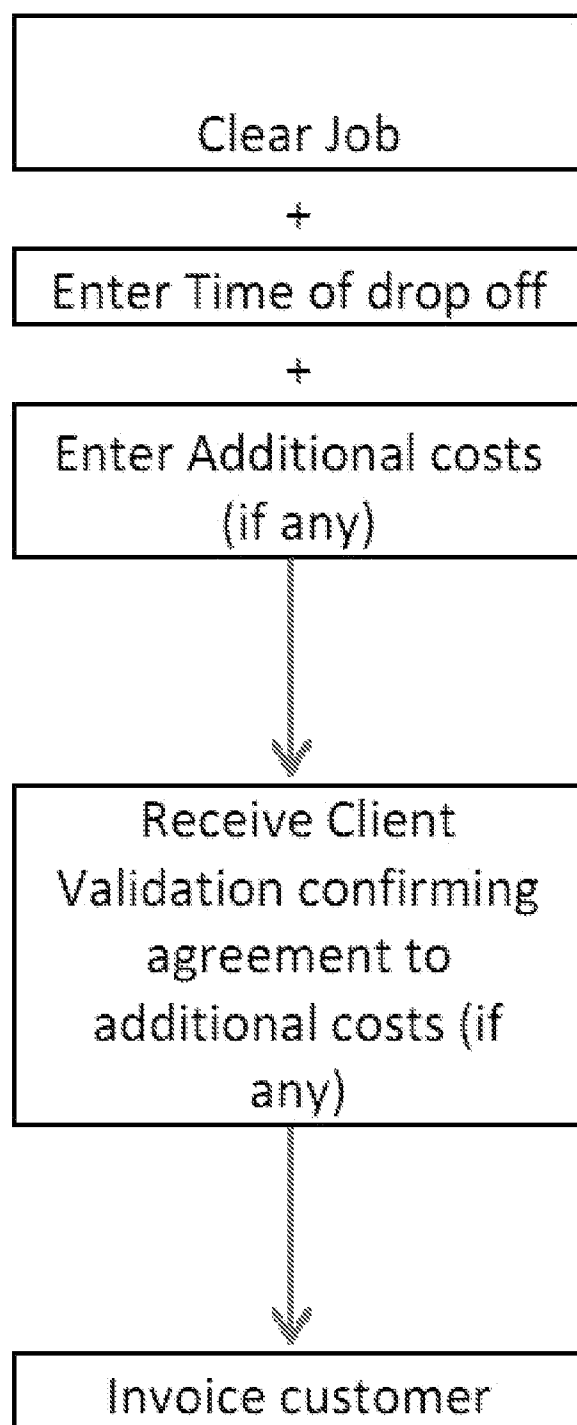 Clear Job
+
Enter Time of drop off
+
Enter Additional costs
(if any)
Receive Client
Validation confirming
agreement to
additional costs (if
any)
Invoice customer